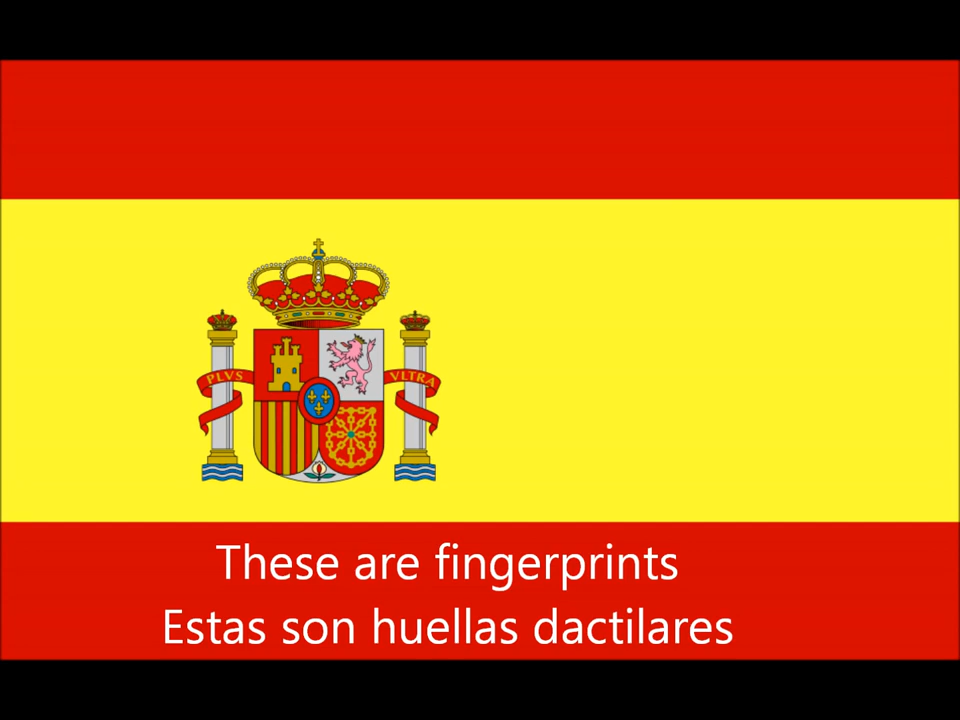 PLVS VLTRA
These are fingerprints
Estas son huellas dactilares